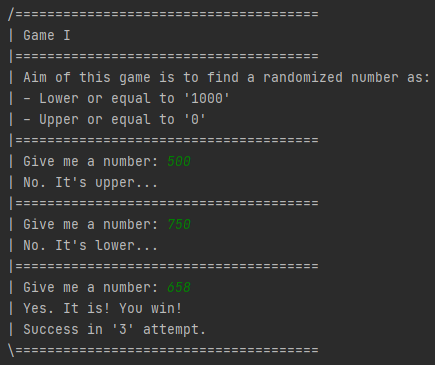 /======================================
| Game I
|======================================
| Aim of this game is to find a randomized number as:
| - Lower or equal to '1000'
| - Upper or equal to '0'
|======================================
| Give me a number: 500
| No. It's upper...
|======================================
| Give me a number: 750
| No. It's lower...
|======================================
| Give me a number: 658
| Yes. It is! You win!
| Success in '3' attempt.
\======================================